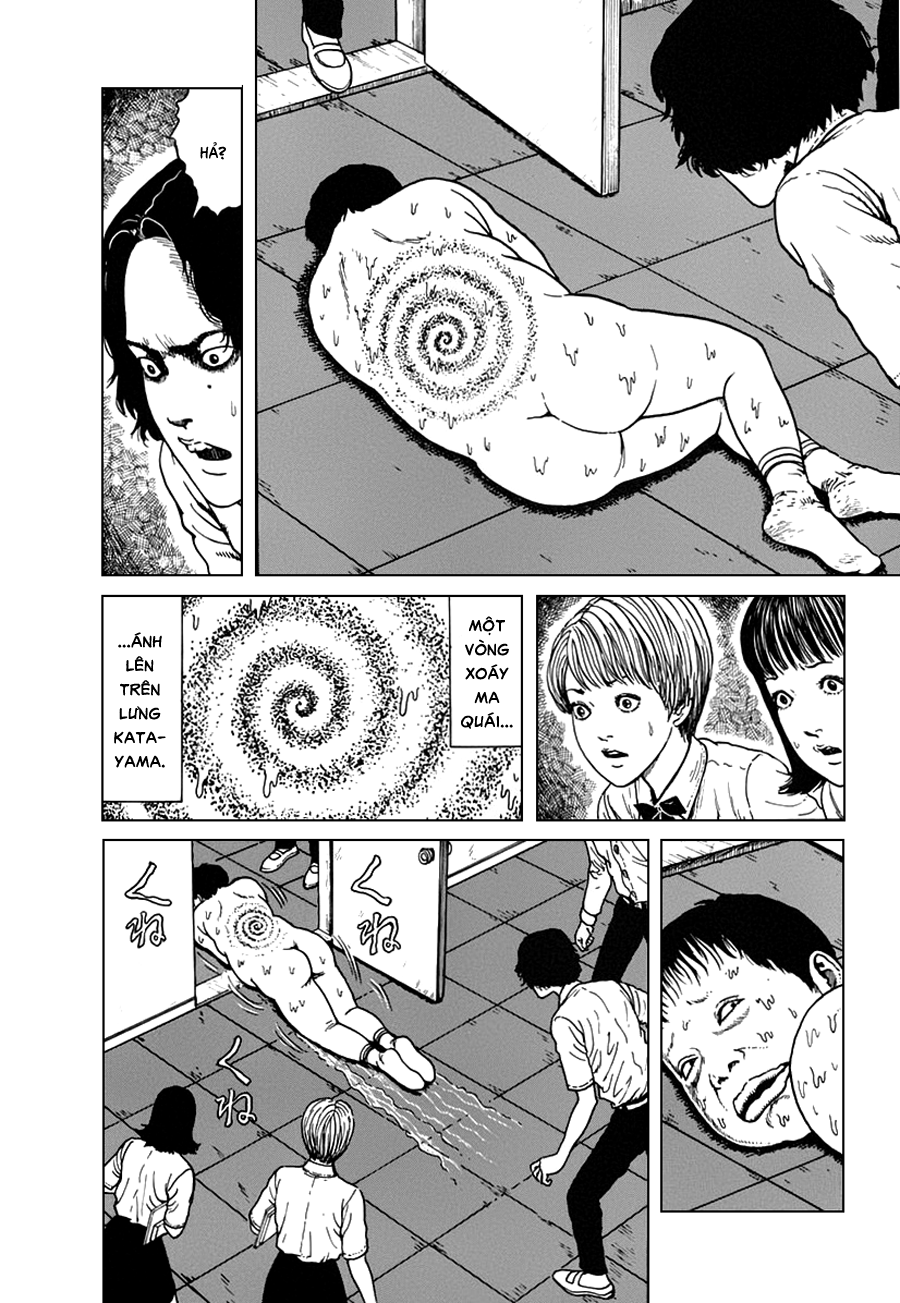 HẢ?
MỘT
VÒNG
XOÁY
MA
QUÁI...
...ÁNH
LÊN
TRÊN
LƯNG
KATA-
YAMA.
くね
くね
くね